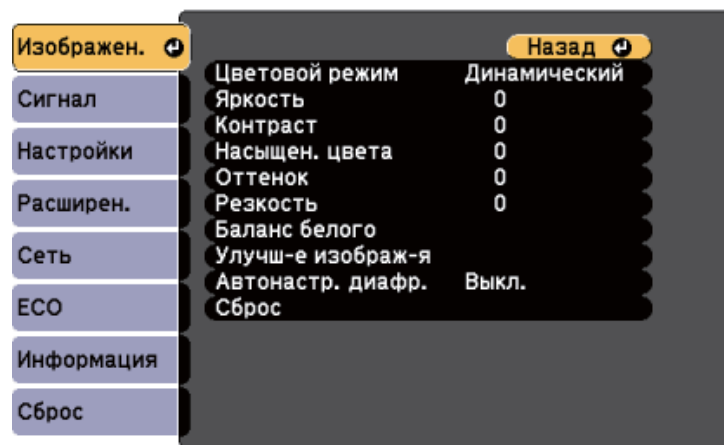 Изображен.
Сигнал
Настройки
Расширен.
Сеть
ECO
Информация
Сброс
Назад
Цветовой режим Динамический
Яркость 0
Контраст 0
Насыщен. цвета 0
Оттенок 0
Резкость 0
Баланс белого
Улучш-е изображ-я
Автонастр. диафр. Выкл.
Сброс